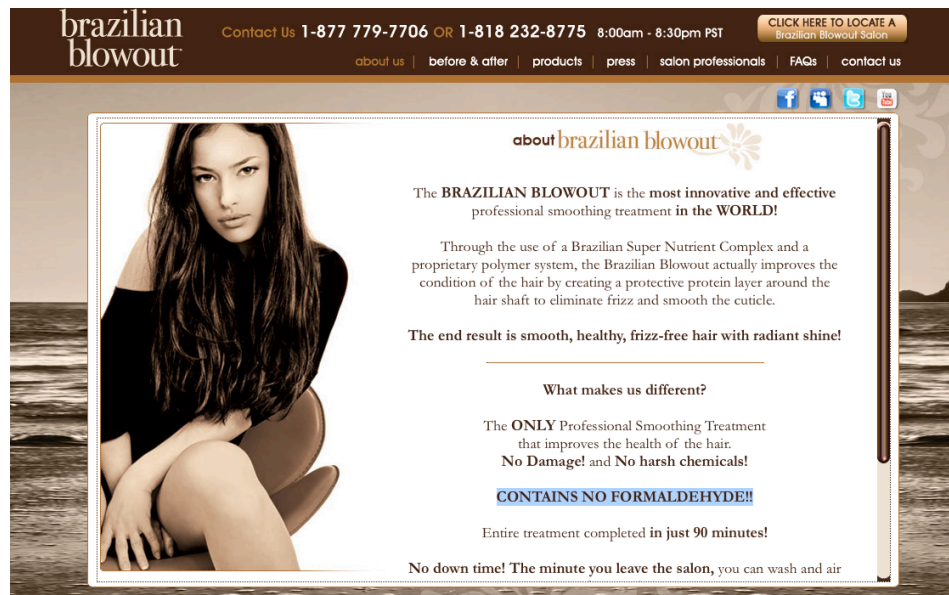 brazilian
blowout
Contact Us 1-877 779-7706 OR 1-818 232-8775 8:00am - 8:30pm PST
CLICK HERE TO LOCATE A
Brazilian Blowout Salon
about us | before & after | products | press | salon professionals | FAQs | contact us
You
Tube
about brazilian blowout
The BRAZILIAN BLOWOUT is the most innovative and effective
professional smoothing treatment in the WORLD!
Through the use of a Brazilian Super Nutrient Complex and a
proprietary polymer system, the Brazilian Blowout actually improves the
condition of the hair by creating a protective protein layer around the
hair shaft to eliminate frizz and smooth the cuticle.
The end result is smooth, healthy, frizz-free hair with radiant shine!
What makes us different?
The ONLY Professional Smoothing Treatment
that improves the health of the hair.
No Damage! and No harsh chemicals!
CONTAINS NO FORMALDEHYDE!!
Entire treatment completed in just 90 minutes!
No down time! The minute you leave the salon, you can wash and air